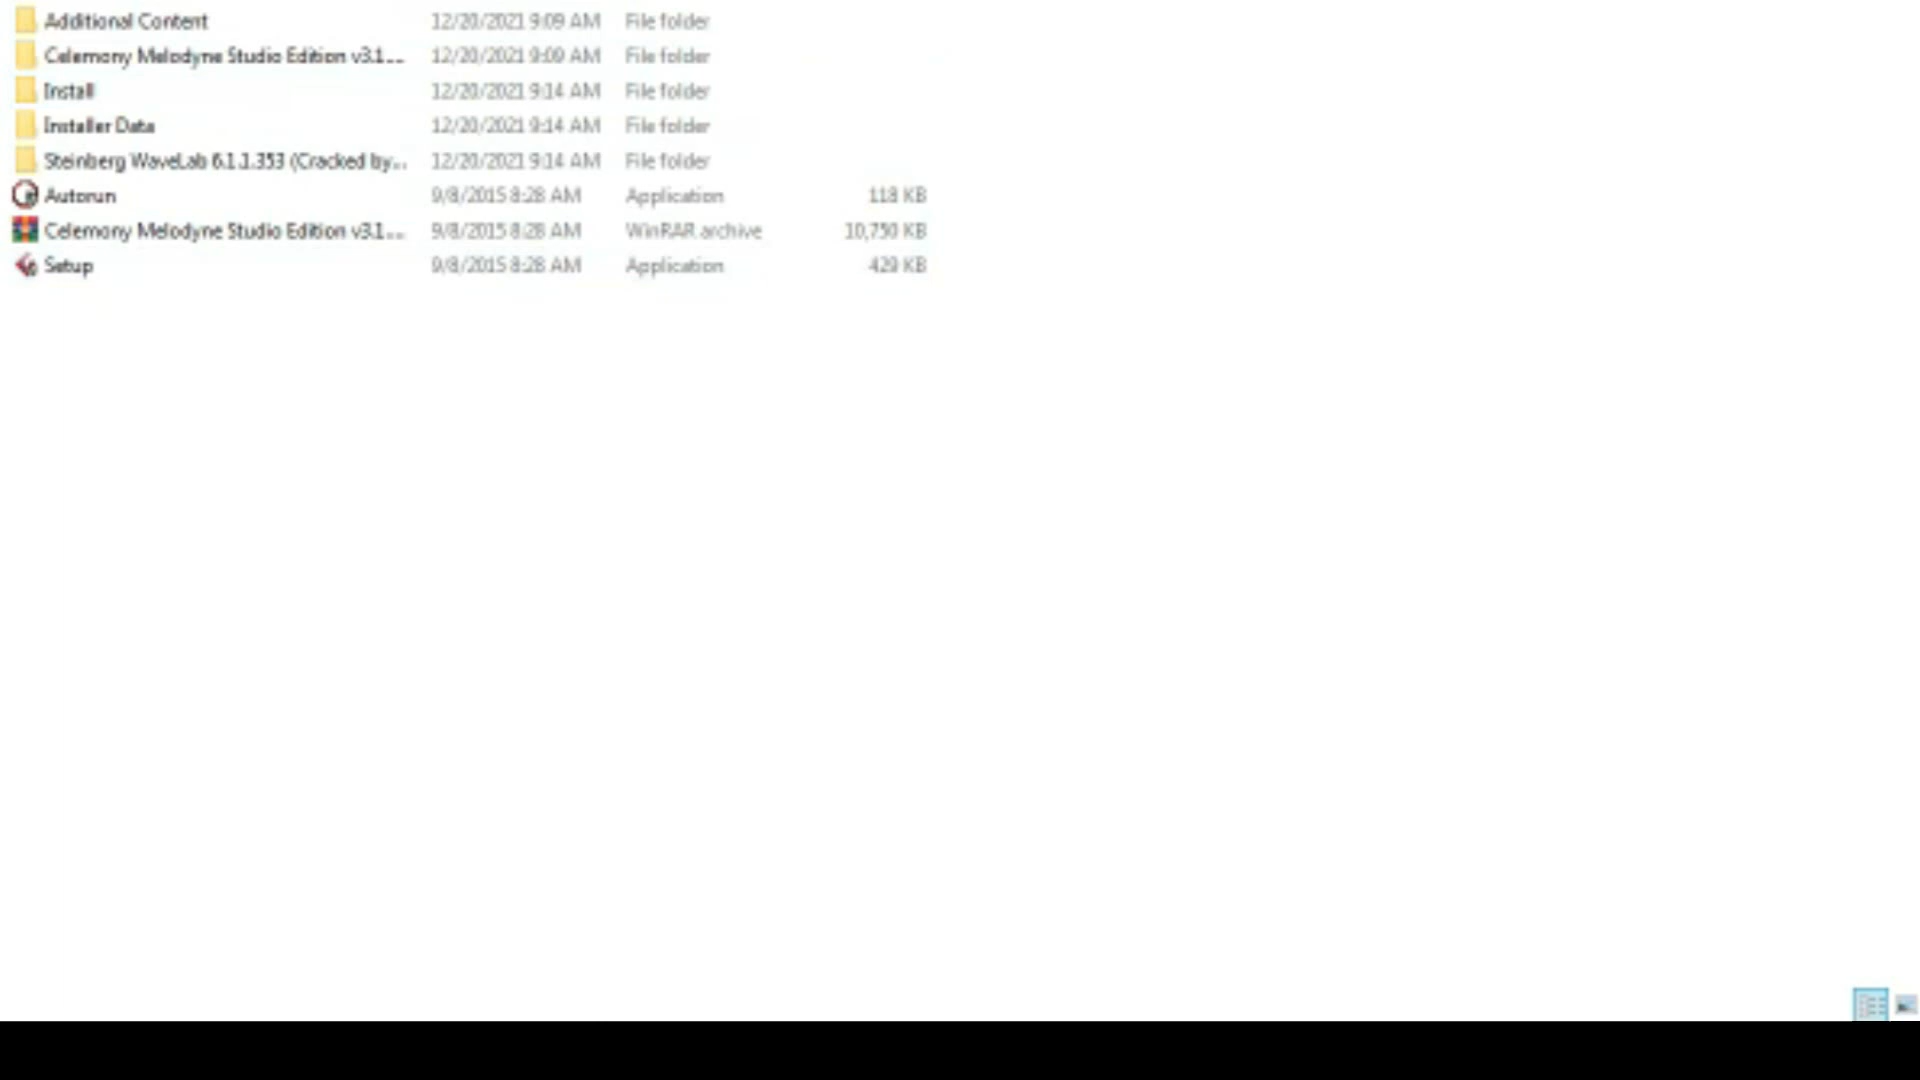 Additional Content 12/20/2021 9:09 AM File folder
Celemony Melodyne Studio Edition v3.1... 12/20/2021 9:09 AM File folder
Install 12/20/2021 9:14 AM File folder
Installer Data 12/20/2021 9:14 AM File folder
Steinberg WaveLab 6.1.1.353 (Cracked by... 12/20/2021 9:14 AM File folder
Autorun 9/8/2015 8:28 AM Application 118 KB
Celemony Melodyne Studio Edition v3.1... 9/8/2015 8:28 AM WinRAR archive 10,750 KB
Setup 9/8/2015 8:28 AM Application 429 KB